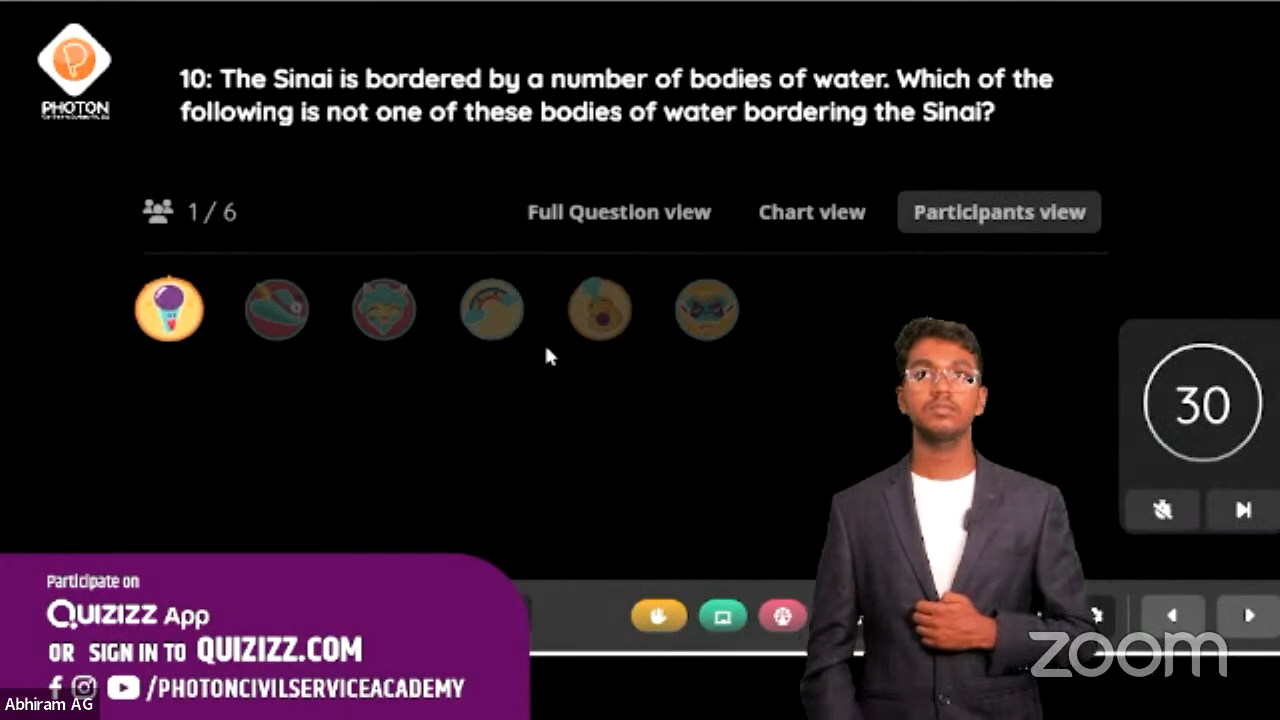 PHOTON
10: The Sinai is bordered by a number of bodies of water. Which of the
following is not one of these bodies of water bordering the Sinai?
1 / 6
Full Question view
Chart view
Participants view
30
Participate on
QUIZIZZ App
OR SIGN IN TO QUIZIZZ.COM
/PHOTONCIVILSERVICEACADEMY
Abhiram AG
zoom